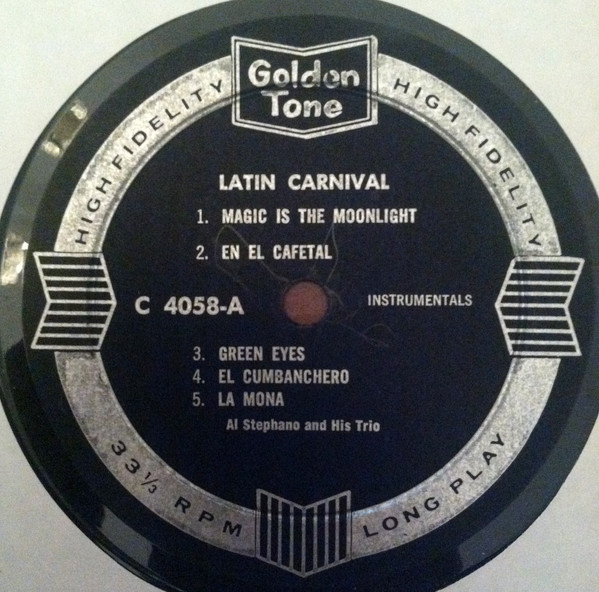 Golden
Tone
HIGH FIDELITY
HIGH FIDELITY
LATIN CARNIVAL
1. MAGIC IS THE MOONLIGHT
2. EN EL CAFETAL
C 4058-A
INSTRUMENTALS
3. GREEN EYES
4. EL CUMBANCHERO
5. LA MONA
Al Stephano and His Trio
33⅓ RPM
LONG PLAY